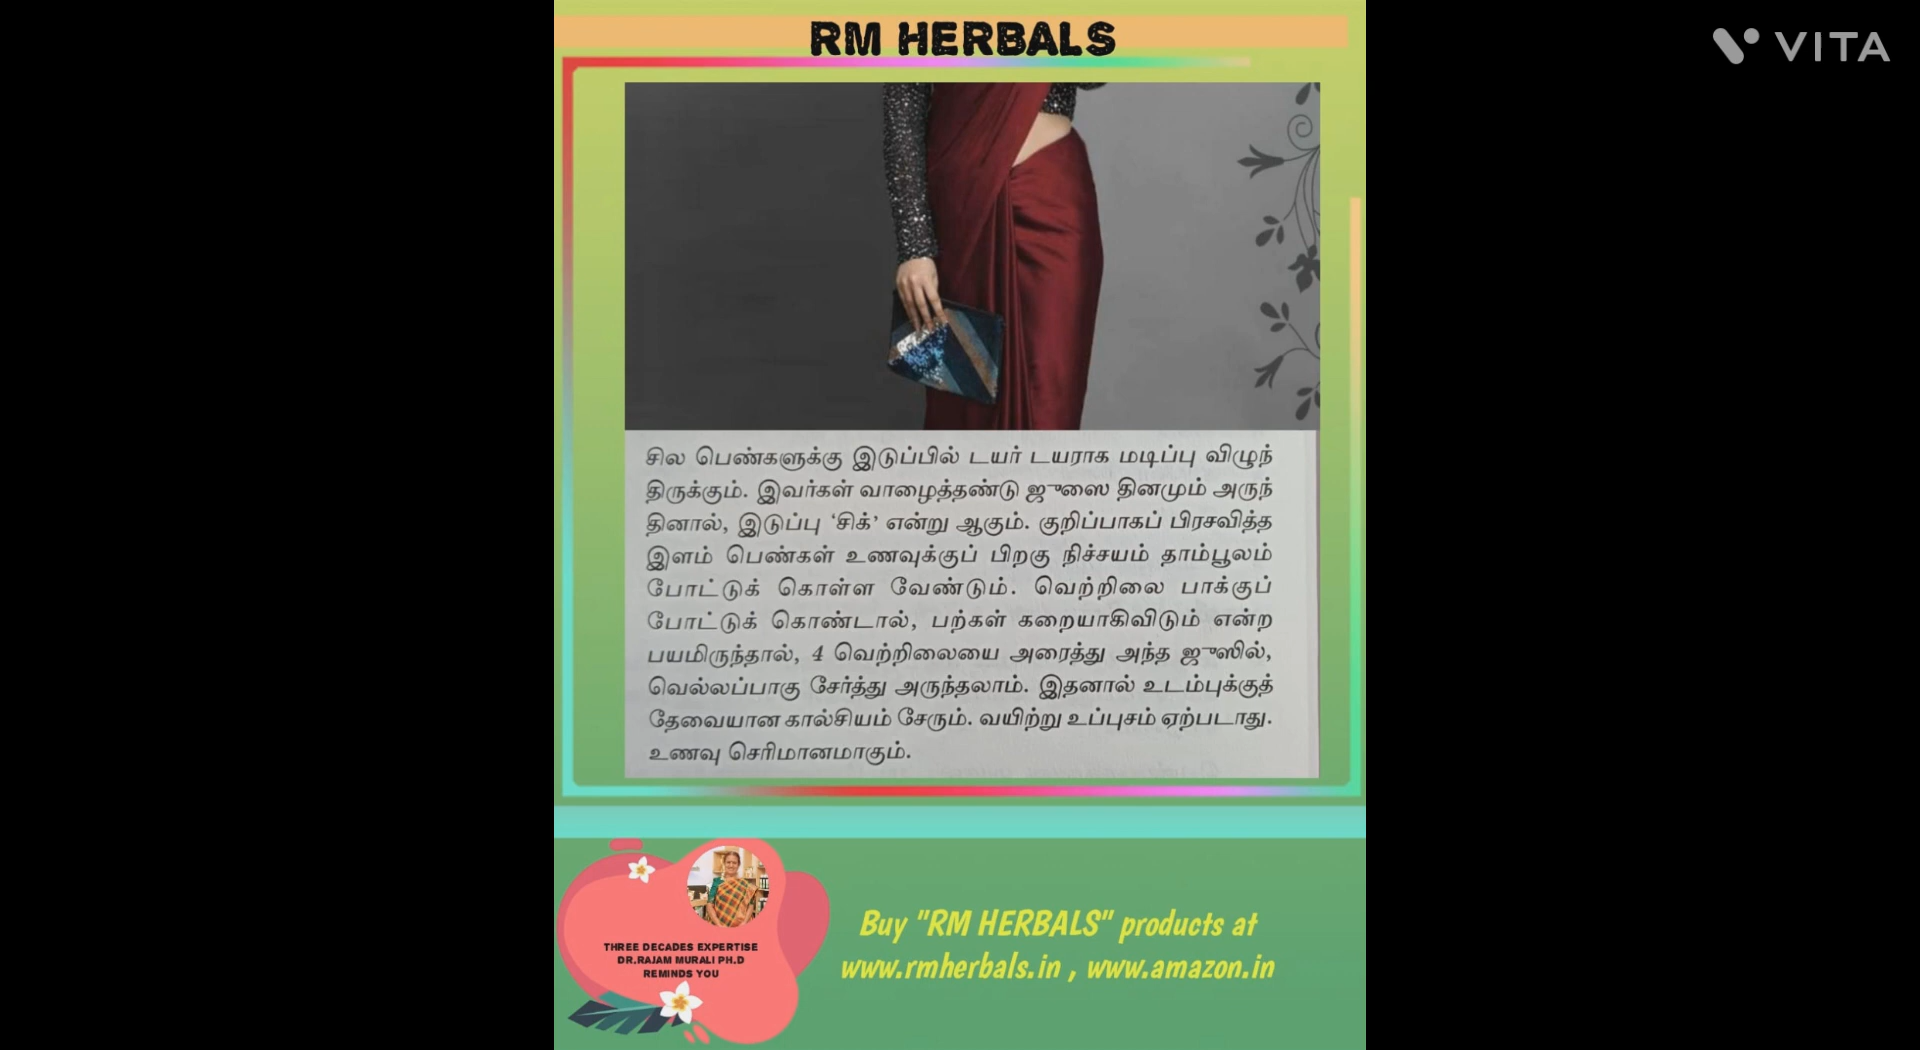 RM HERBALS
VITA
சில பெண்களுக்கு இடுப்பில் டயர் டயராக மடிப்பு விழுந்
திருக்கும். இவர்கள் வாழைத்தண்டு ஜுஸை தினமும் அருந்
தினால், இடுப்பு ‘சிக்’ என்று ஆகும். குறிப்பாகப் பிரசவித்த
இளம் பெண்கள் உணவுக்குப் பிறகு நிச்சயம் தாம்பூலம்
போட்டுக் கொள்ள வேண்டும். வெற்றிலை பாக்குப்
போட்டுக் கொண்டால், பற்கள் கறையாகிவிடும் என்ற
பயமிருந்தால், 4 வெற்றிலையை அரைத்து அந்த ஜுஸில்,
வெல்லப்பாகு சேர்த்து அருந்தலாம். இதனால் உடம்புக்குத்
தேவையான கால்சியம் சேரும். வயிற்று உப்புசம் ஏற்படாது.
உணவு செரிமானமாகும்.
THREE DECADES EXPERTISE
DR.RAJAM MURALI PH.D
REMINDS YOU
Buy "RM HERBALS" products at
www.rmherbals.in , www.amazon.in